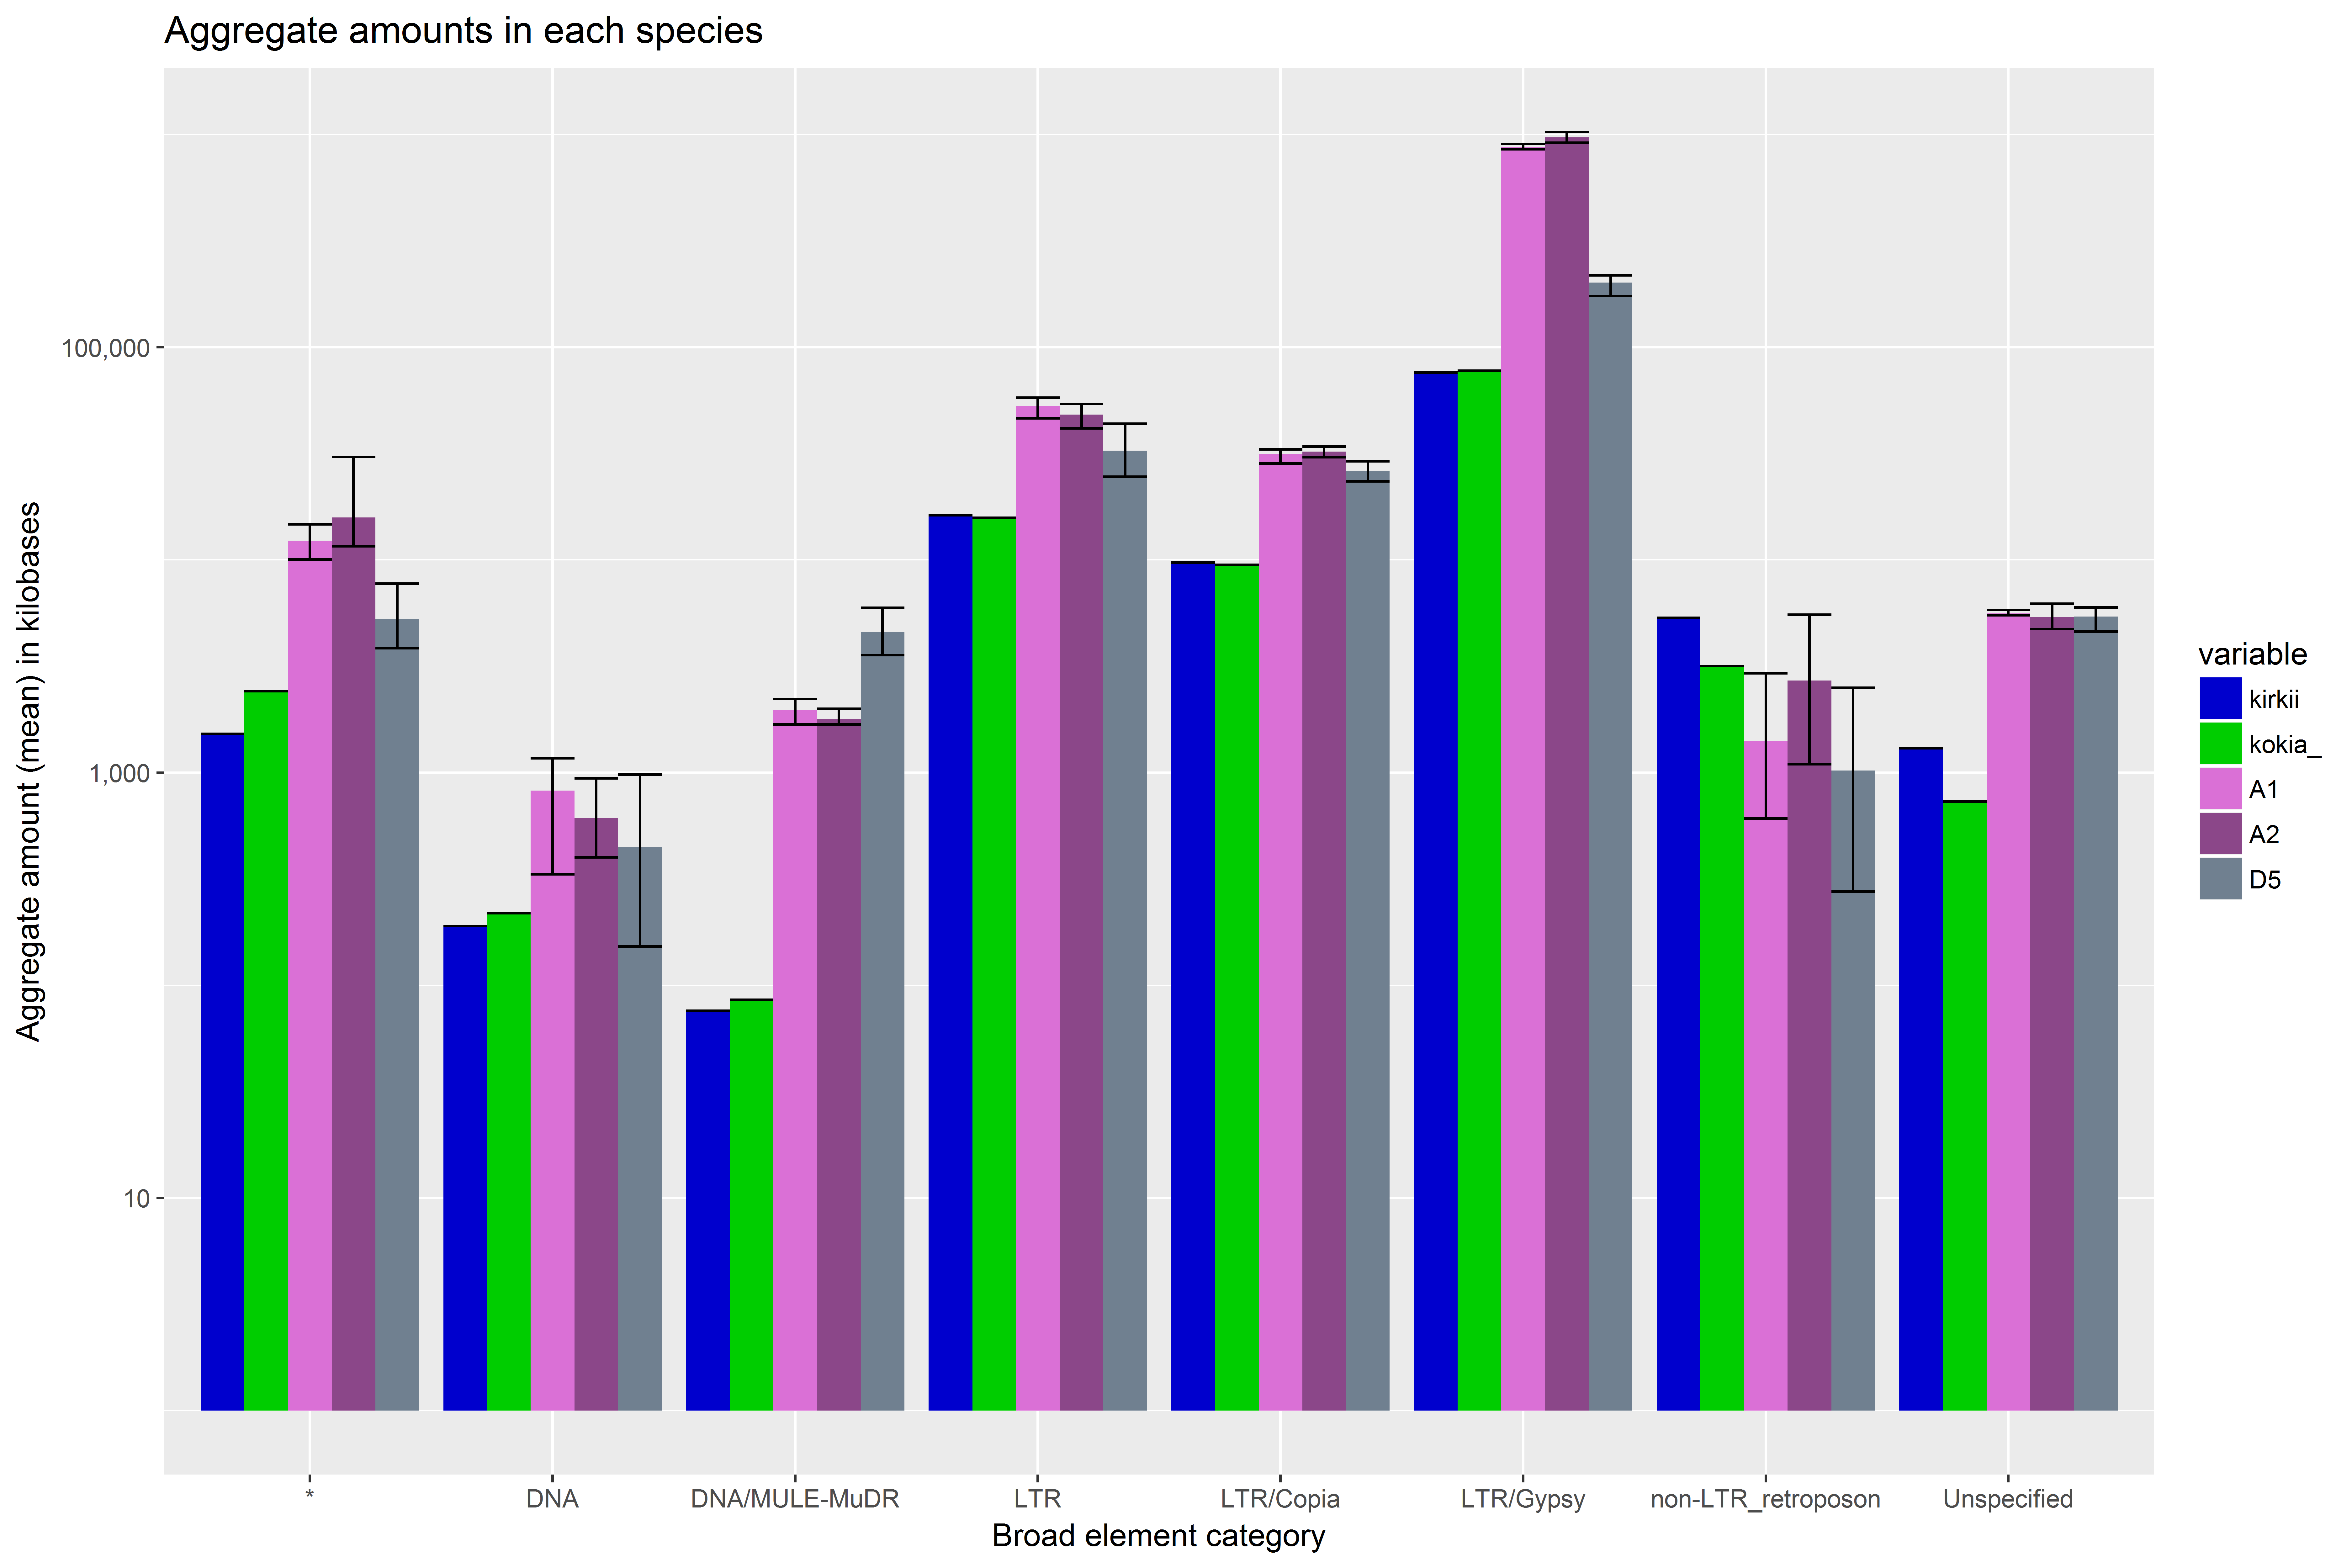 Aggregate amounts in each species
Aggregate amount (mean) in kilobases
100,000
1,000
10
*
DNA
DNA/MULE-MuDR
LTR
LTR/Copia
LTR/Gypsy
non-LTR_retroposon
Unspecified
Broad element category
variable
kirkii
kokia_
A1
A2
D5